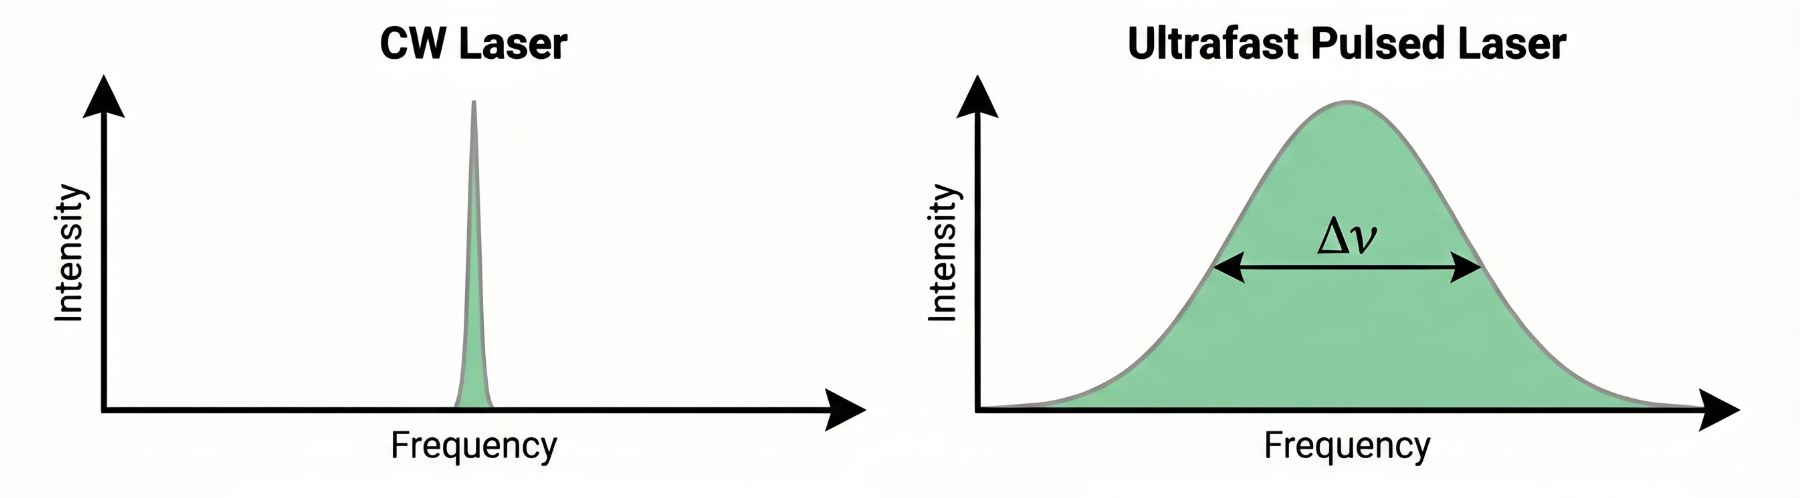 CW Laser
Intensity
Frequency
Ultrafast Pulsed Laser
Intensity
Δν
Frequency